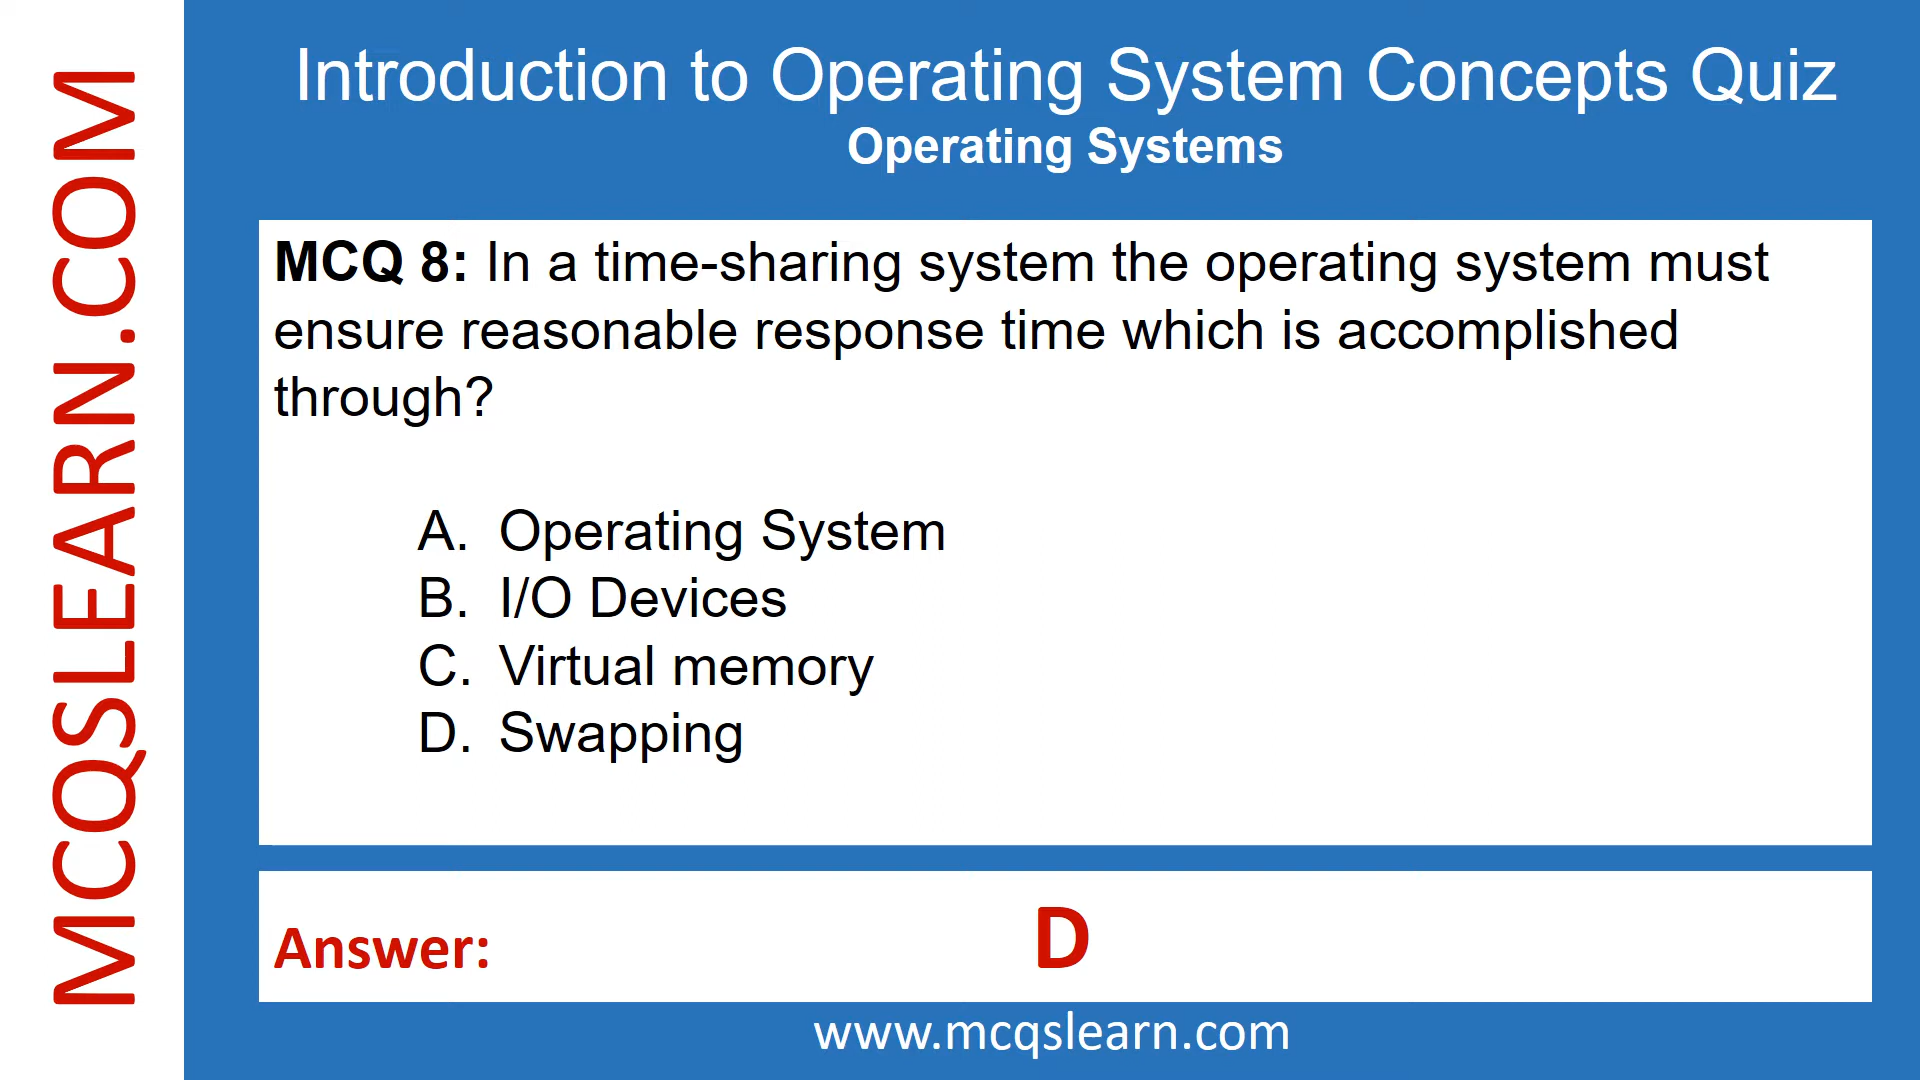 MCQSLEARN.COM
Introduction to Operating System Concepts Quiz
Operating Systems
MCQ 8: In a time-sharing system the operating system must
ensure reasonable response time which is accomplished
through?
A. Operating System
B. I/O Devices
C. Virtual memory
D. Swapping
Answer: D
www.mcqslearn.com